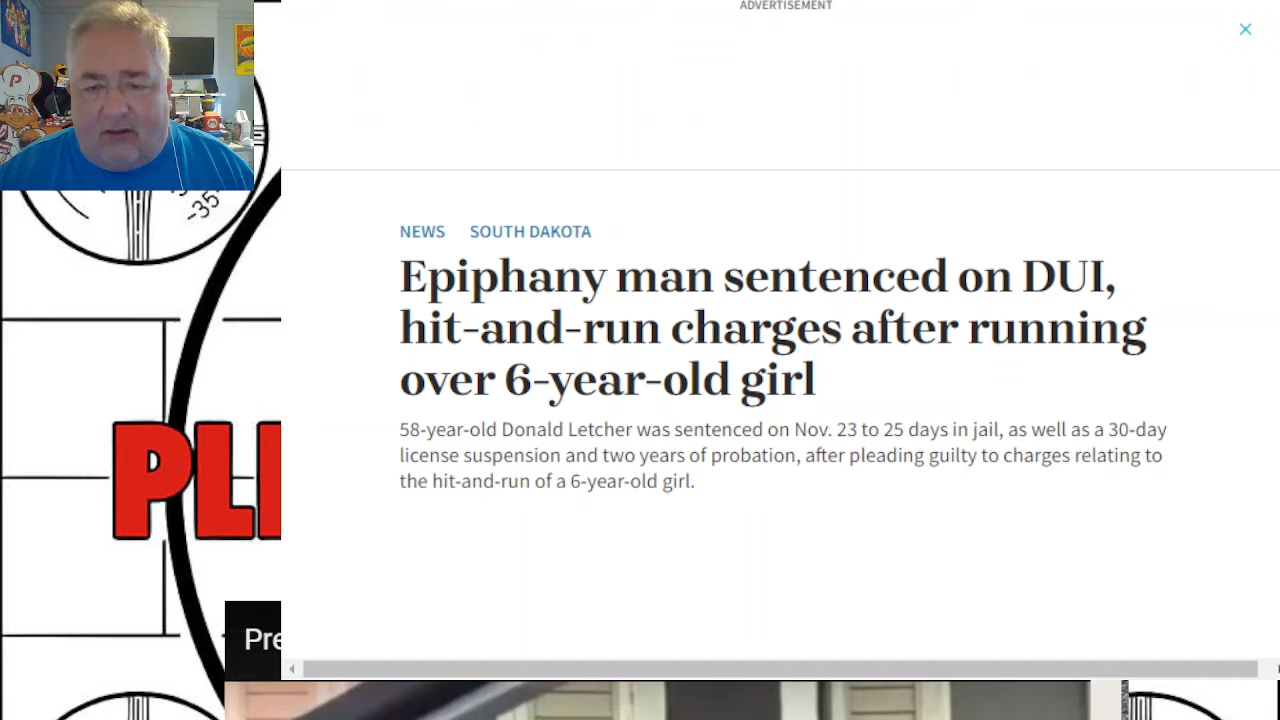 ADVERTISEMENT
NEWS SOUTH DAKOTA
Epiphany man sentenced on DUI,
hit-and-run charges after running
over 6-year-old girl
58-year-old Donald Letcher was sentenced on Nov. 23 to 25 days in jail, as well as a 30-day
license suspension and two years of probation, after pleading guilty to charges relating to
the hit-and-run of a 6-year-old girl.
P
-35
PL
Pre